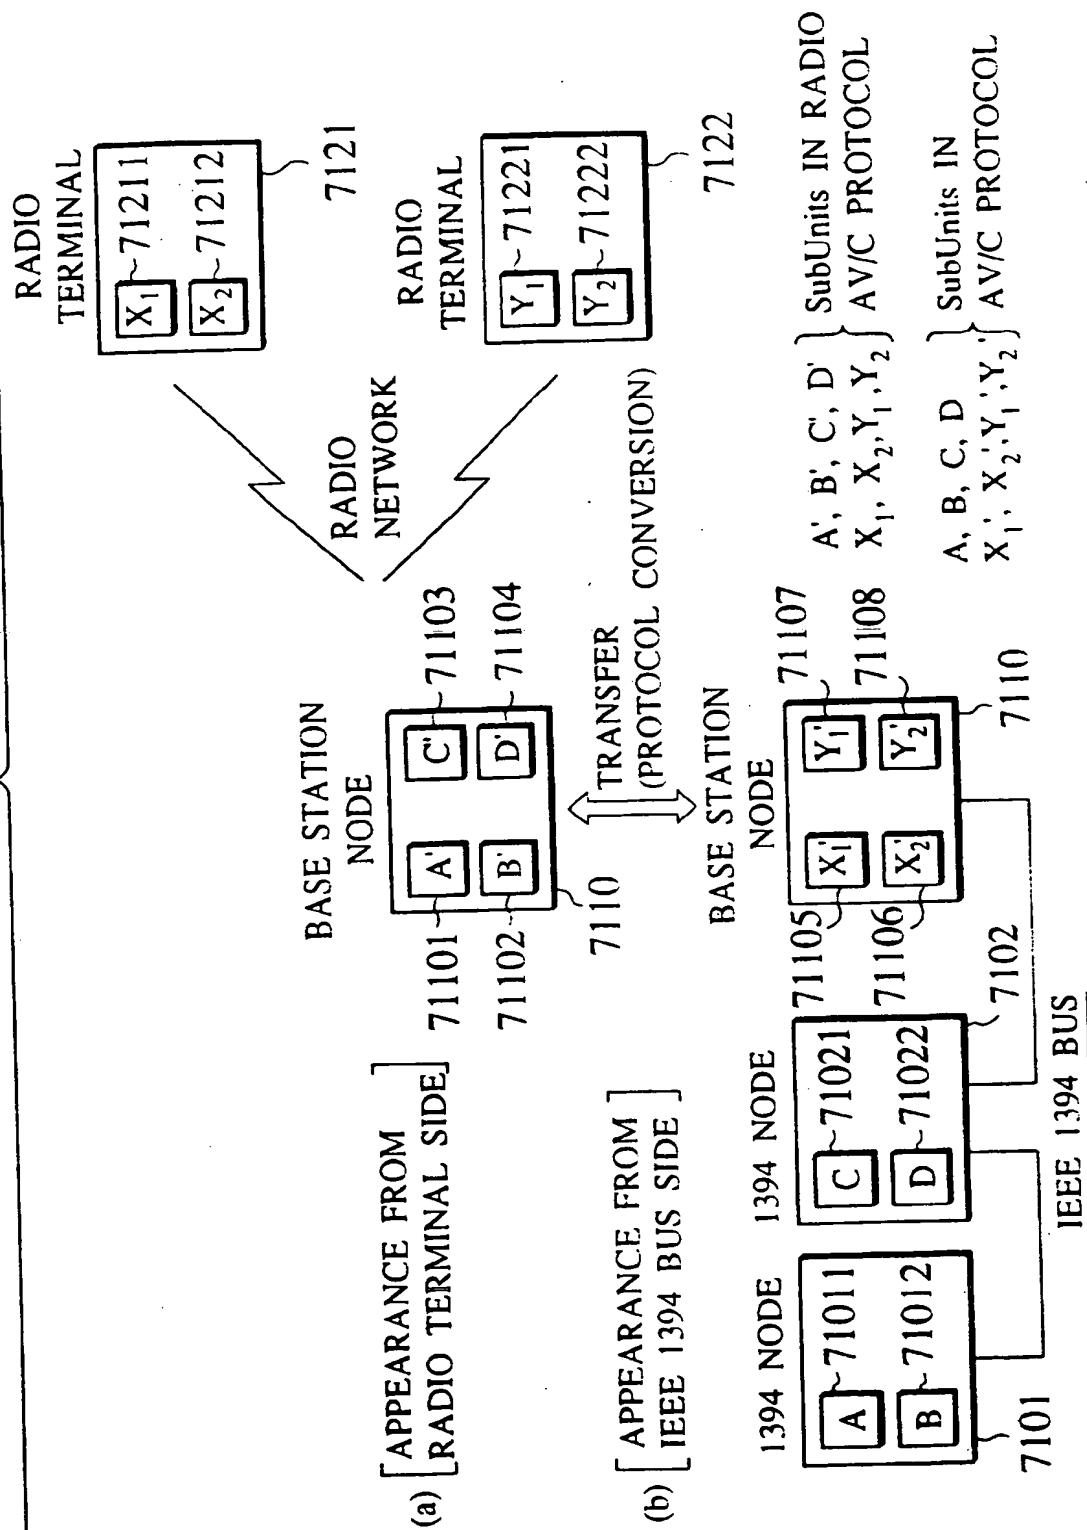 (a) [APPEARANCE FROM
RADIO TERMINAL SIDE]
BASE STATION
NODE
A' 71101
B' 71102
C' 71103
D' 71104
7110
RADIO
NETWORK
RADIO
TERMINAL
X1 71211
X2 71212
7121
RADIO
TERMINAL
Y1 71221
Y2 71222
7122
TRANSFER
(PROTOCOL CONVERSION)
(b) [APPEARANCE FROM
IEEE 1394 BUS SIDE]
1394 NODE
A 71011
B 71012
7101
1394 NODE
C 71021
D 71022
7102
BASE STATION
NODE
X1' 71105
X2' 71106
Y1' 71107
Y2' 71108
7110
IEEE 1394 BUS
A', B', C', D' } SubUnits IN RADIO
X1, X2, Y1, Y2 } AV/C PROTOCOL
A, B, C, D } SubUnits IN
X1', X2', Y1', Y2' } AV/C PROTOCOL